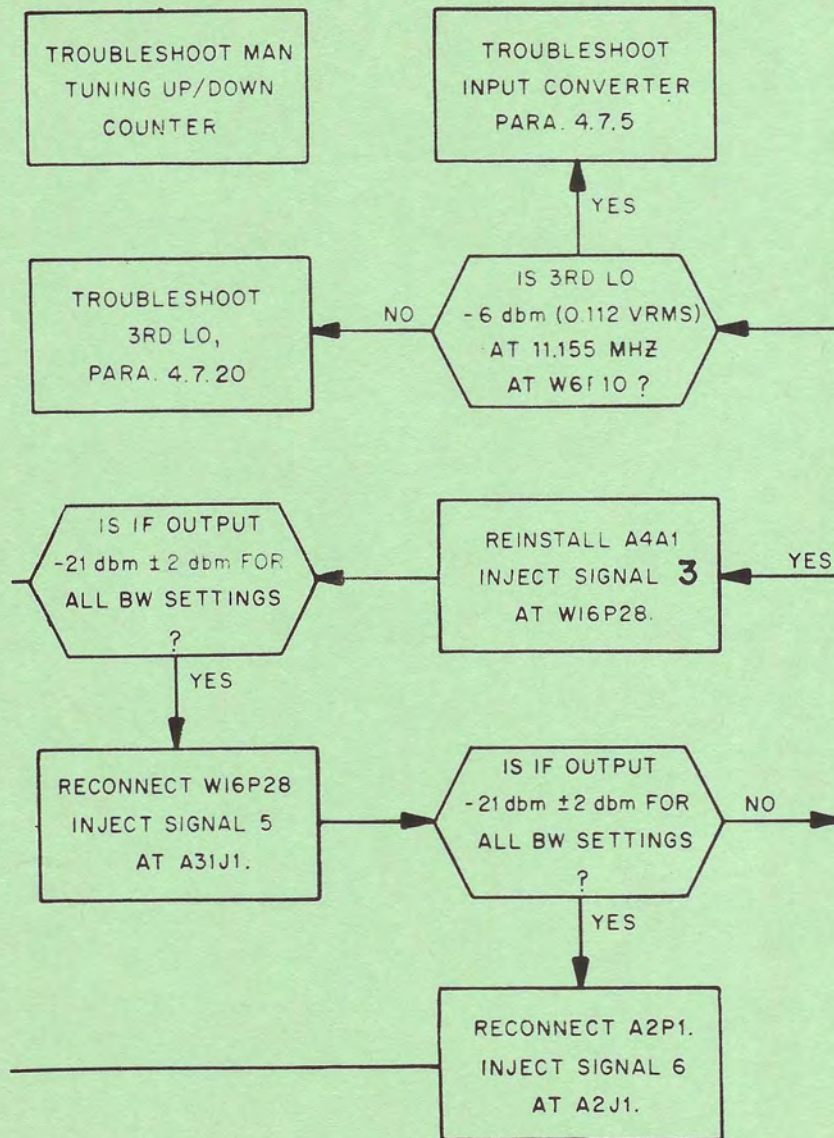 TROUBLESHOOT MAN
TUNING UP/DOWN
COUNTER
TROUBLESHOOT
INPUT CONVERTER
PARA. 4.7.5
YES
TROUBLESHOOT
3RD LO,
PARA. 4.7.20
NO
IS 3RD LO
-6 dbm (0.112 VRMS)
AT 11.155 MHZ
AT 10 ?
IS IF OUTPUT
-21 dbm ±2 dbm FOR
ALL BW SETTINGS
?
REINSTALL A4A1
INJECT SIGNAL 3
AT W16P28.
YES
YES
RECONNECT W16P28
INJECT SIGNAL 5
AT A31J1.
IS IF OUTPUT
-21 dbm ±2 dbm FOR
ALL BW SETTINGS
?
NO
YES
RECONNECT A2P1.
INJECT SIGNAL 6
AT A2J1.